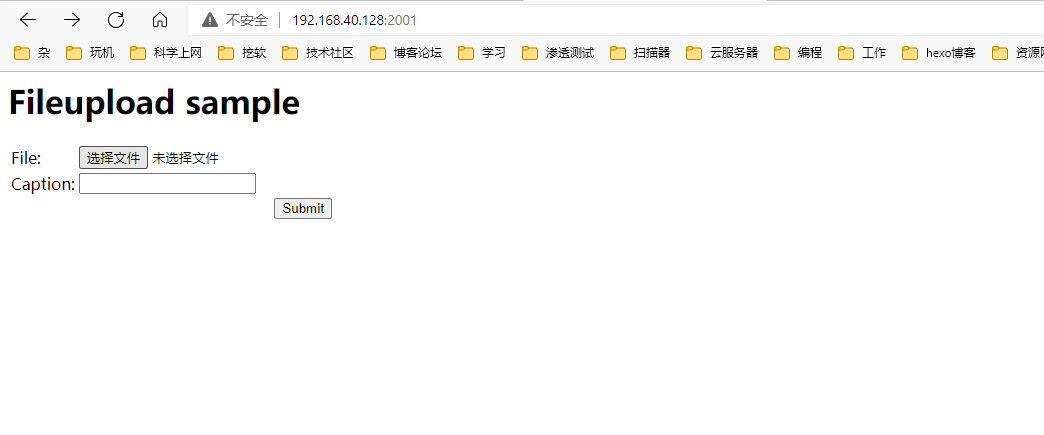 不安全 192.168.40.128:2001
杂 玩机 科学上网 挖软 技术社区 博客论坛 学习 渗透测试 扫描器 云服务器 编程 工作 hexo博客 资源网
Fileupload sample
File: 选择文件 未选择文件
Caption:
Submit